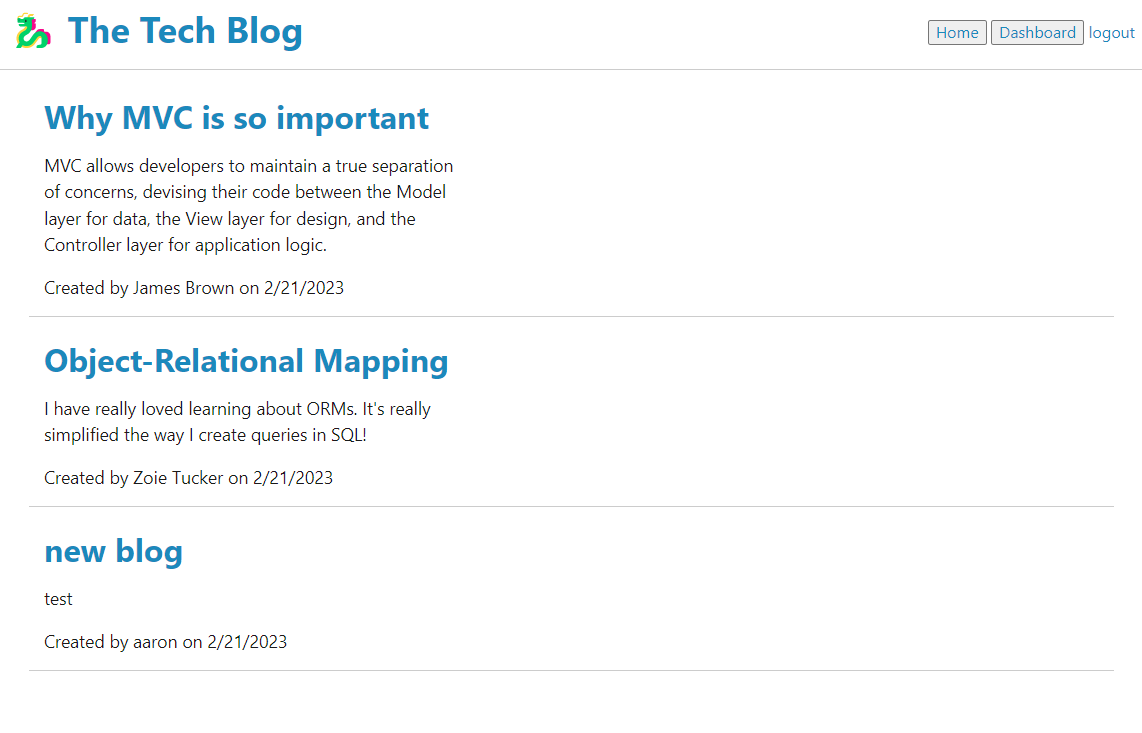 The Tech Blog
Home Dashboard logout
Why MVC is so important
MVC allows developers to maintain a true separation
of concerns, devising their code between the Model
layer for data, the View layer for design, and the
Controller layer for application logic.
Created by James Brown on 2/21/2023
Object-Relational Mapping
I have really loved learning about ORMs. It's really
simplified the way I create queries in SQL!
Created by Zoie Tucker on 2/21/2023
new blog
test
Created by aaron on 2/21/2023